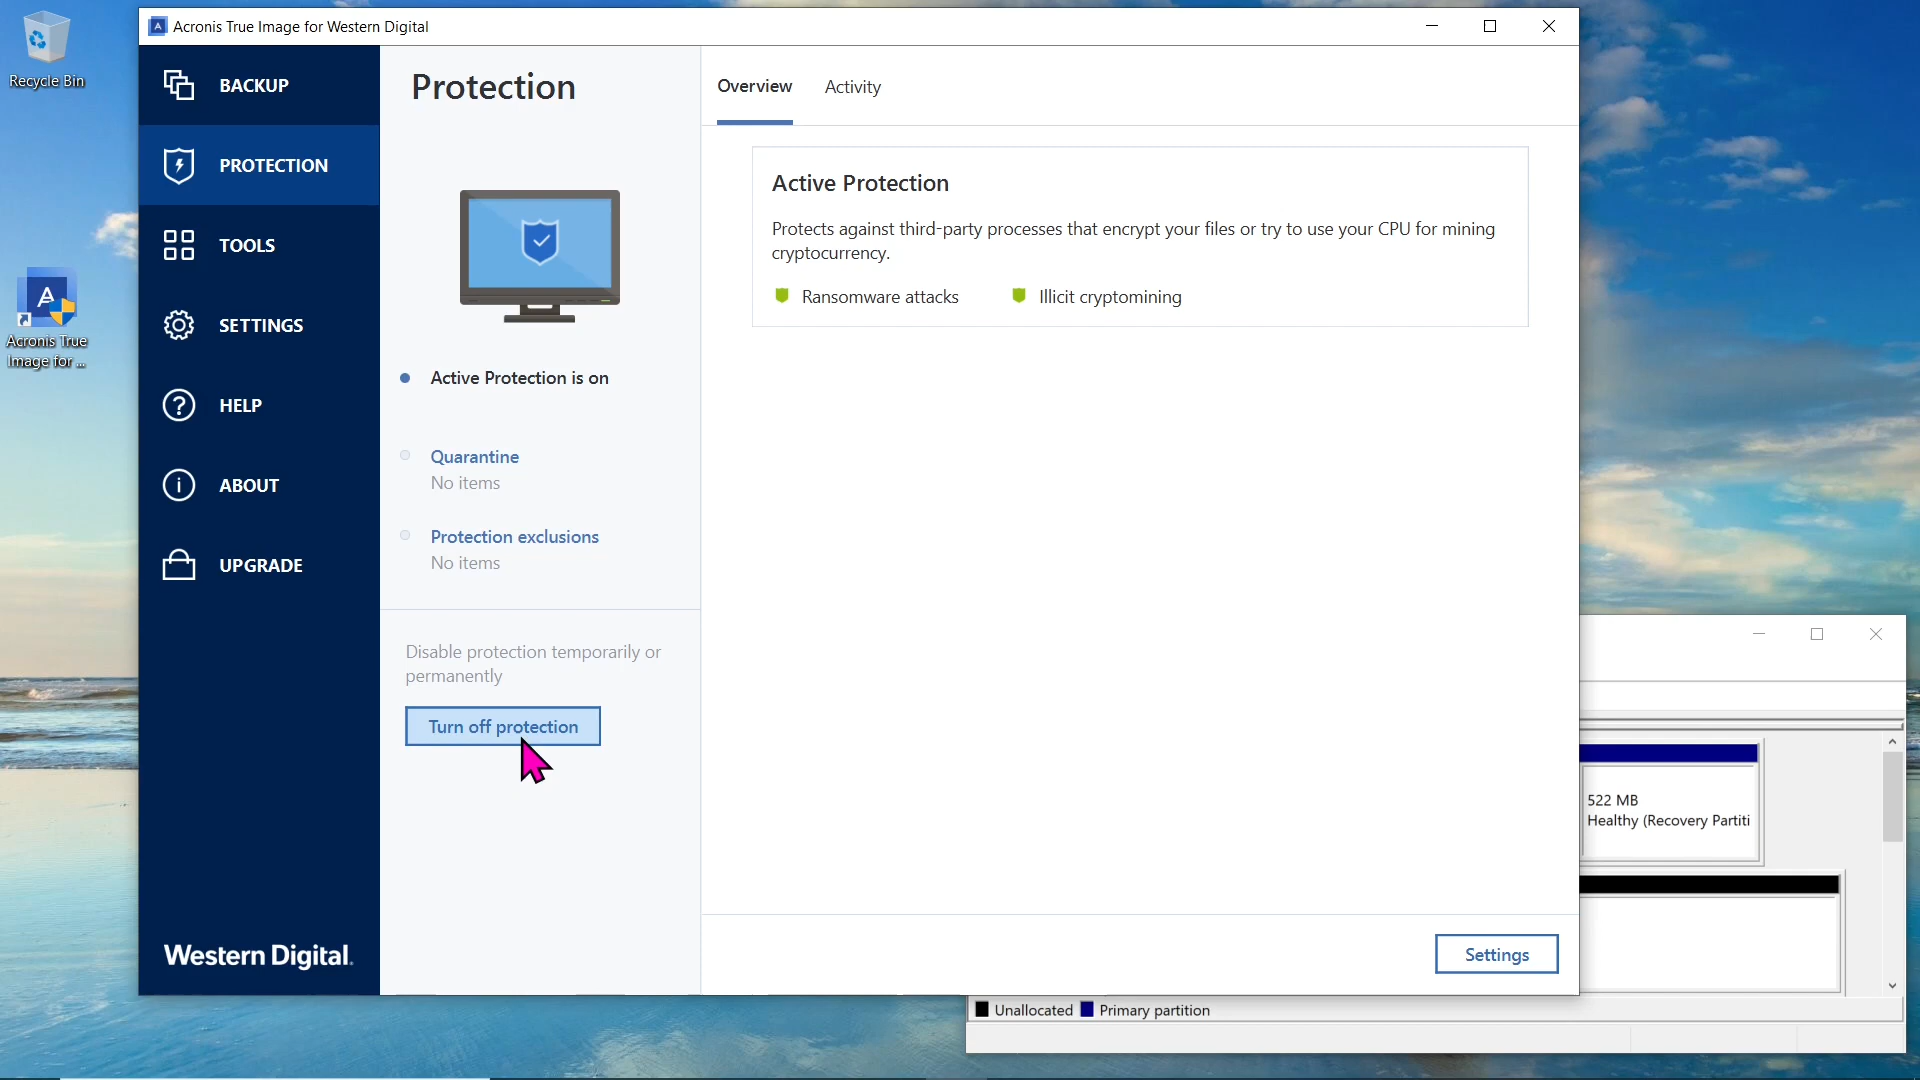 Recycle Bin
Acronis True
Image for ...
Acronis True Image for Western Digital
BACKUP
PROTECTION
TOOLS
SETTINGS
HELP
ABOUT
UPGRADE
Western Digital.
Protection
Active Protection is on
Quarantine
No items
Protection exclusions
No items
Disable protection temporarily or
permanently
Turn off protection
Overview
Activity
Active Protection
Protects against third-party processes that encrypt your files or try to use your CPU for mining
cryptocurrency.
Ransomware attacks
Illicit cryptomining
Settings
522 MB
Healthy (Recovery Partiti
Unallocated
Primary partition